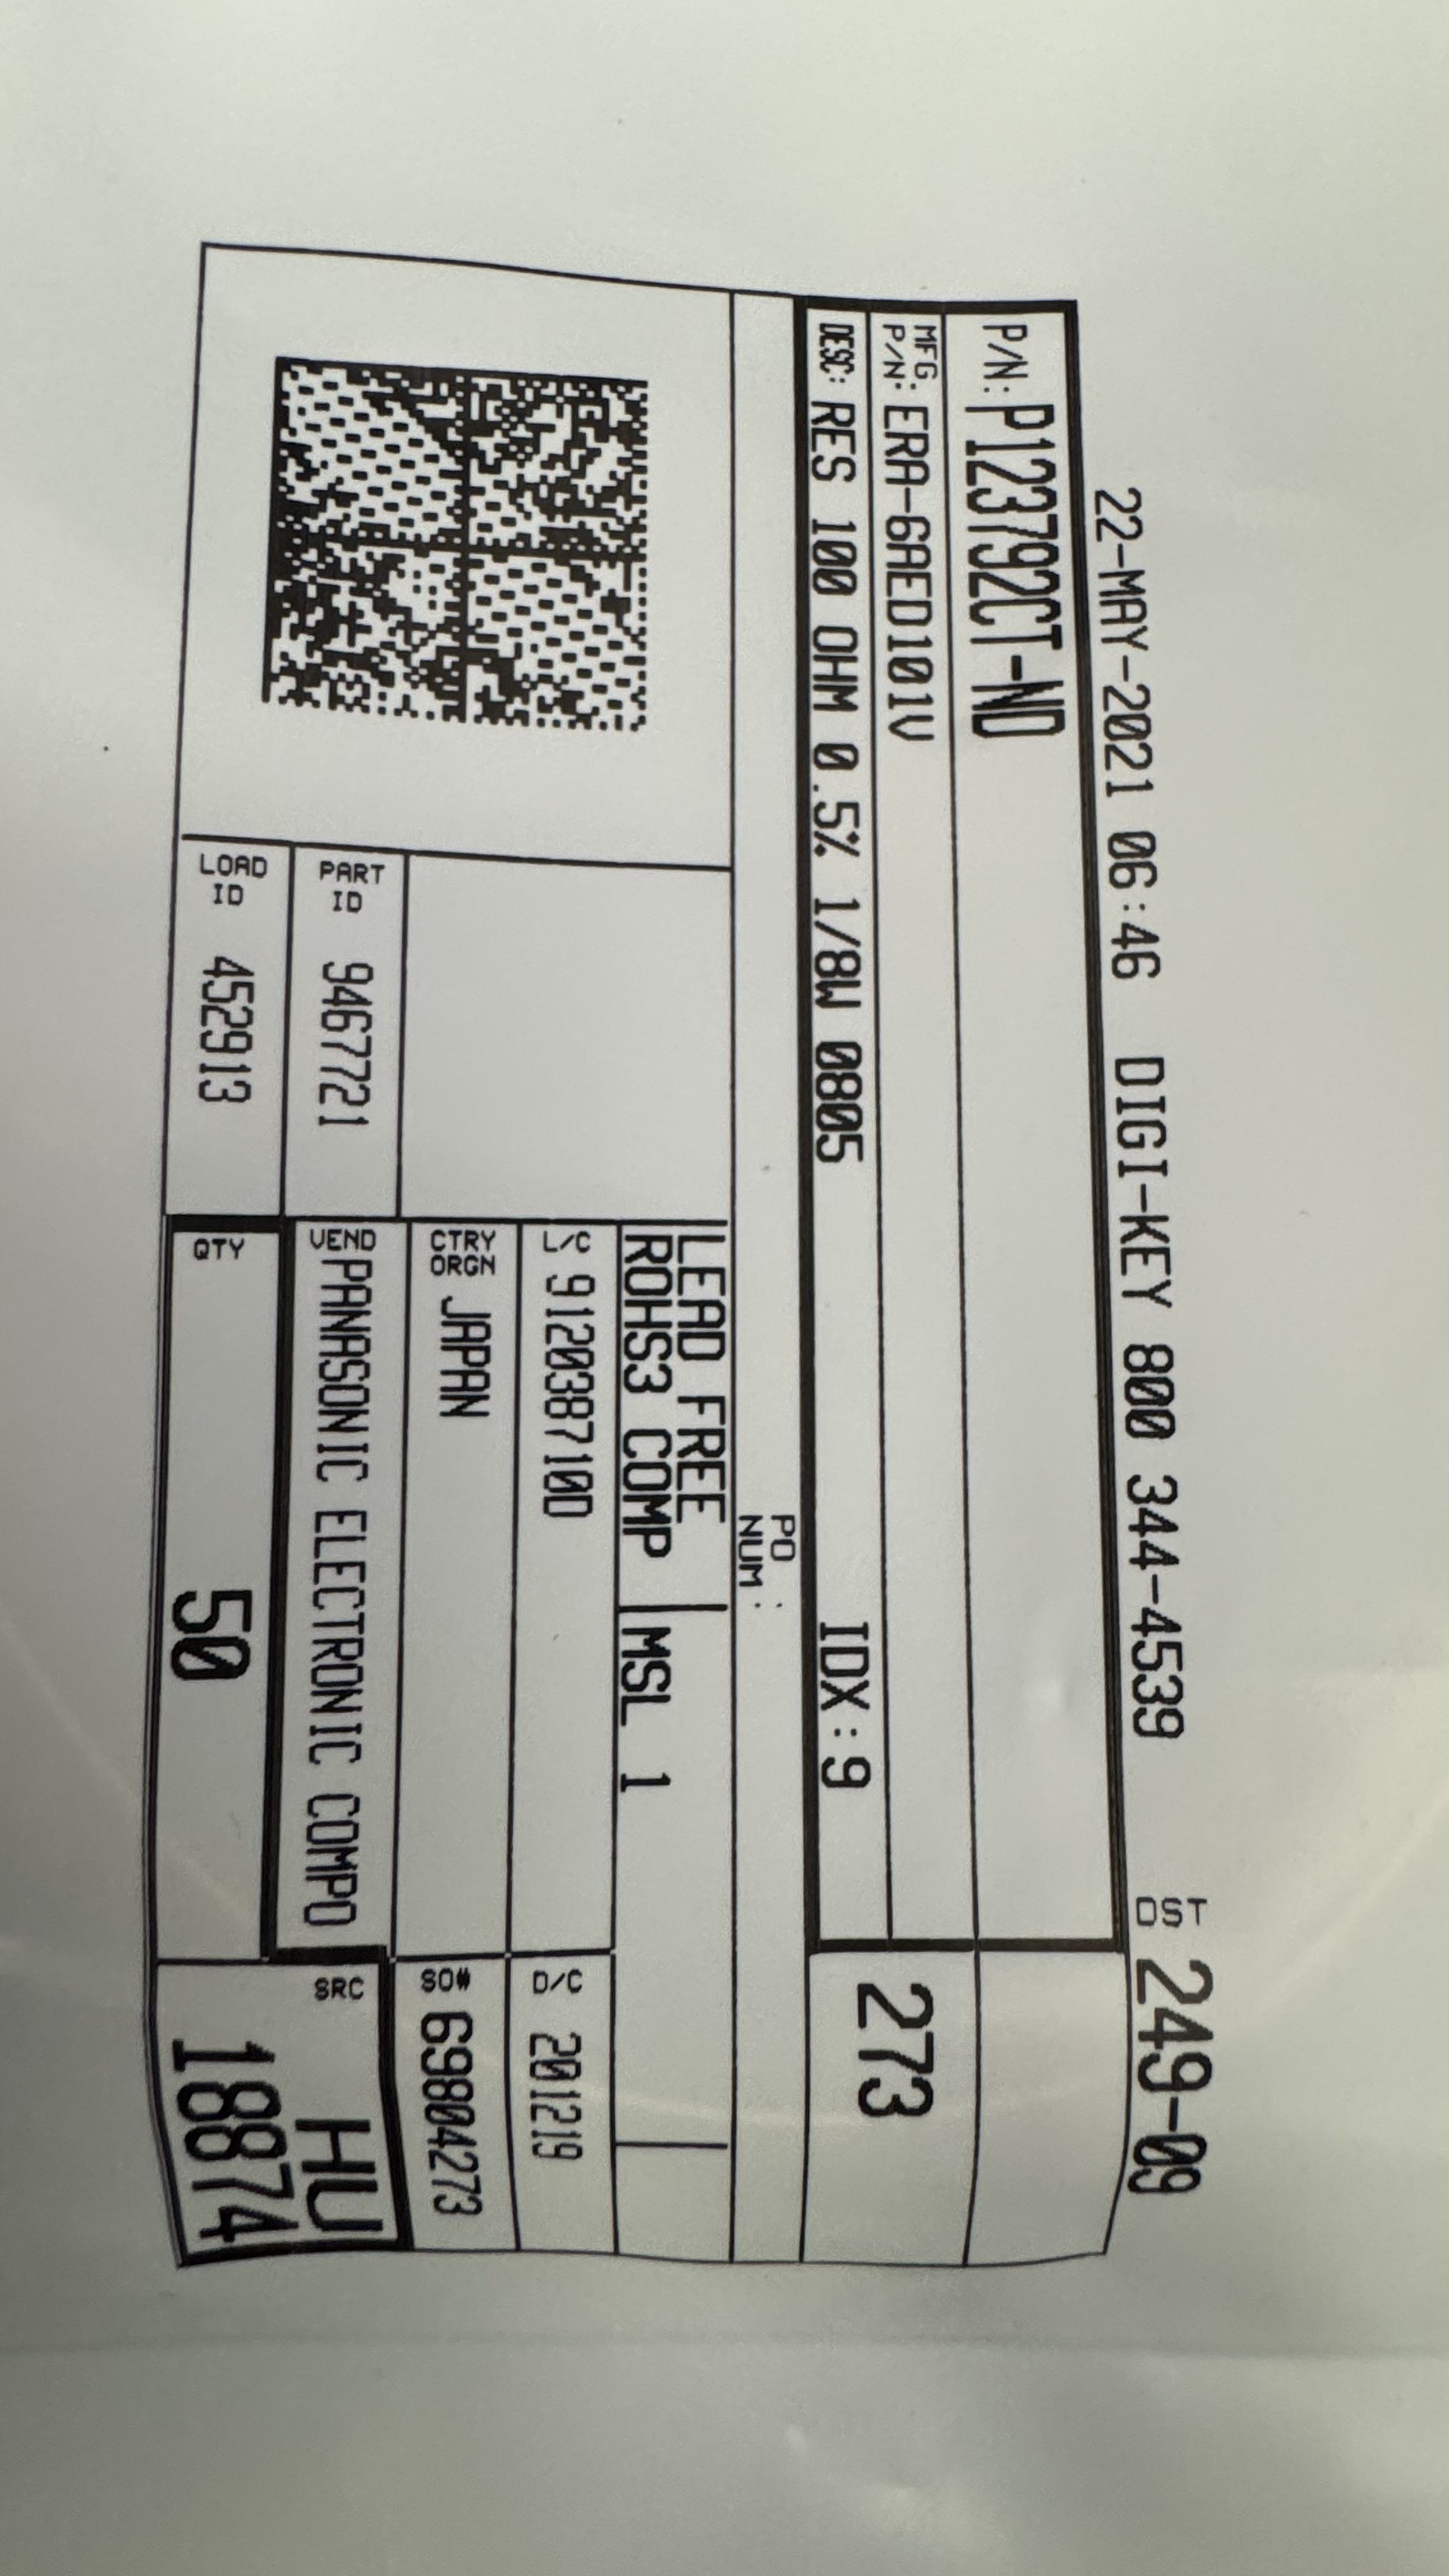 22-MAY-2021 06:46 DIGI-KEY 800 344-4539 DST 249-09
P/N: P123792CT-ND
MFG P/N: ERA-6AED101V
DESC: RES 100 OHM 0.5% 1/8W 0805 IDX:9 273
PO NUM:
LEAD FREE
ROHS3 COMP MSL 1
L/C 9120387100 D/C 201219
CTRY ORGN JAPAN SO# 69804273
PART ID 9467721 VEND PANASONIC ELECTRONIC COMPO SRC HU
LOAD ID 452913 QTY 50 18874